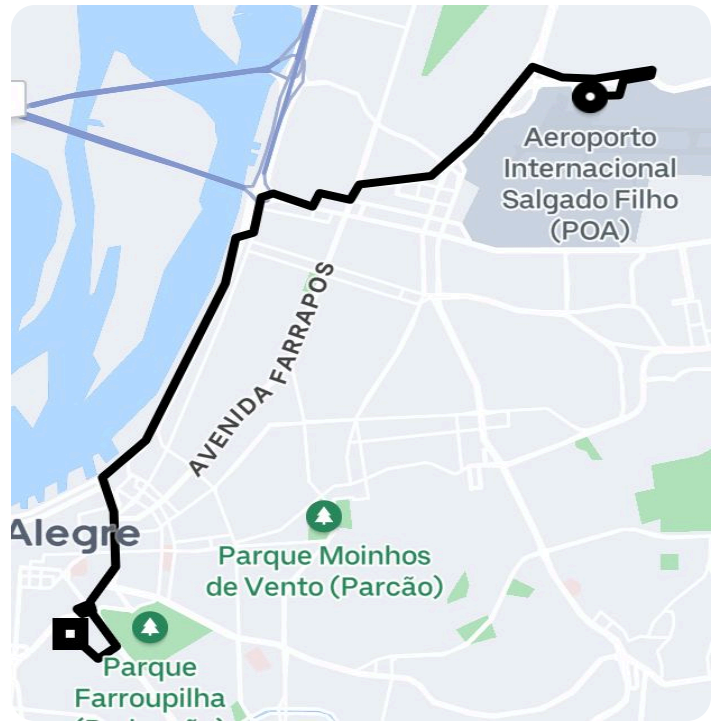 Aeroporto
Internacional
Salgado Filho
(POA)
AVENIDA FARRAPOS
Alegre
Parque Moinhos
de Vento (Parcão)
Parque
Farroupilha